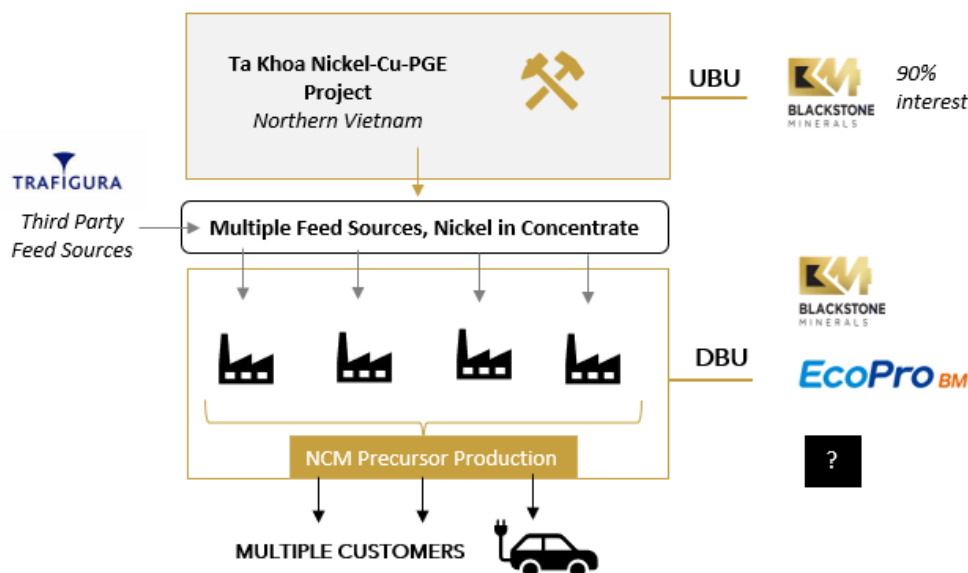 Ta Khoa Nickel-Cu-PGE
Project
Northern Vietnam
UBU
BLACKSTONE
MINERALS
90%
interest
TRAFIGURA
Third Party
Feed Sources
Multiple Feed Sources, Nickel in Concentrate
BLACKSTONE
MINERALS
DBU
EcoPro BM
NCM Precursor Production
?
MULTIPLE CUSTOMERS